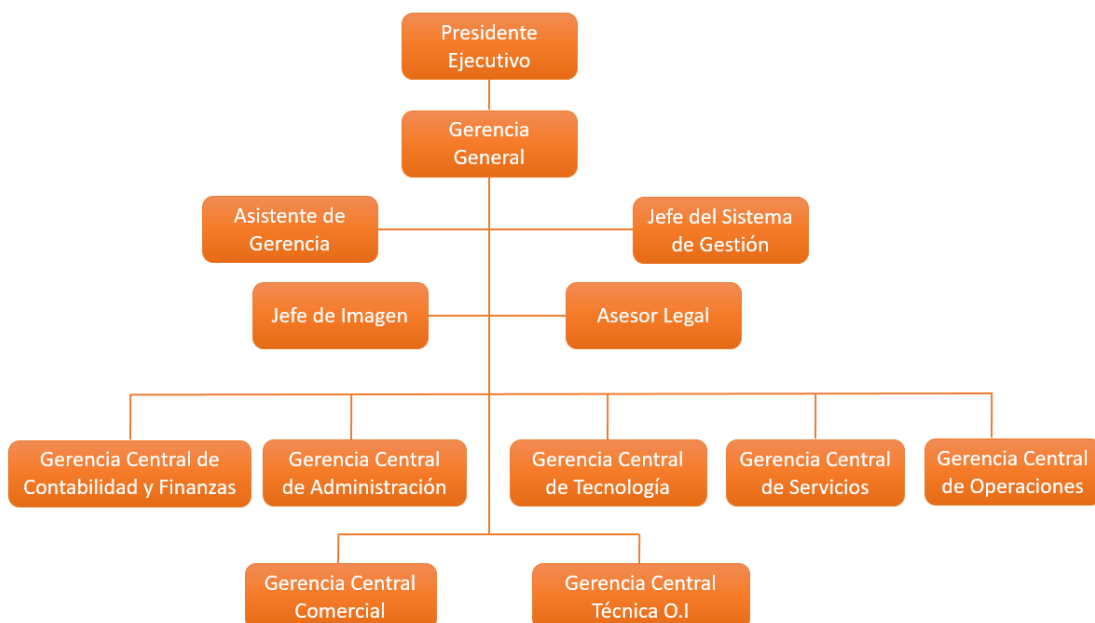 Presidente
Ejecutivo
Gerencia
General
Asistente de
Gerencia
Jefe del Sistema
de Gestión
Jefe de Imagen
Asesor Legal
Gerencia Central de
Contabilidad y Finanzas
Gerencia Central
de Administración
Gerencia Central
de Tecnología
Gerencia Central
de Servicios
Gerencia Central
de Operaciones
Gerencia Central
Comercial
Gerencia Central
Técnica O.I